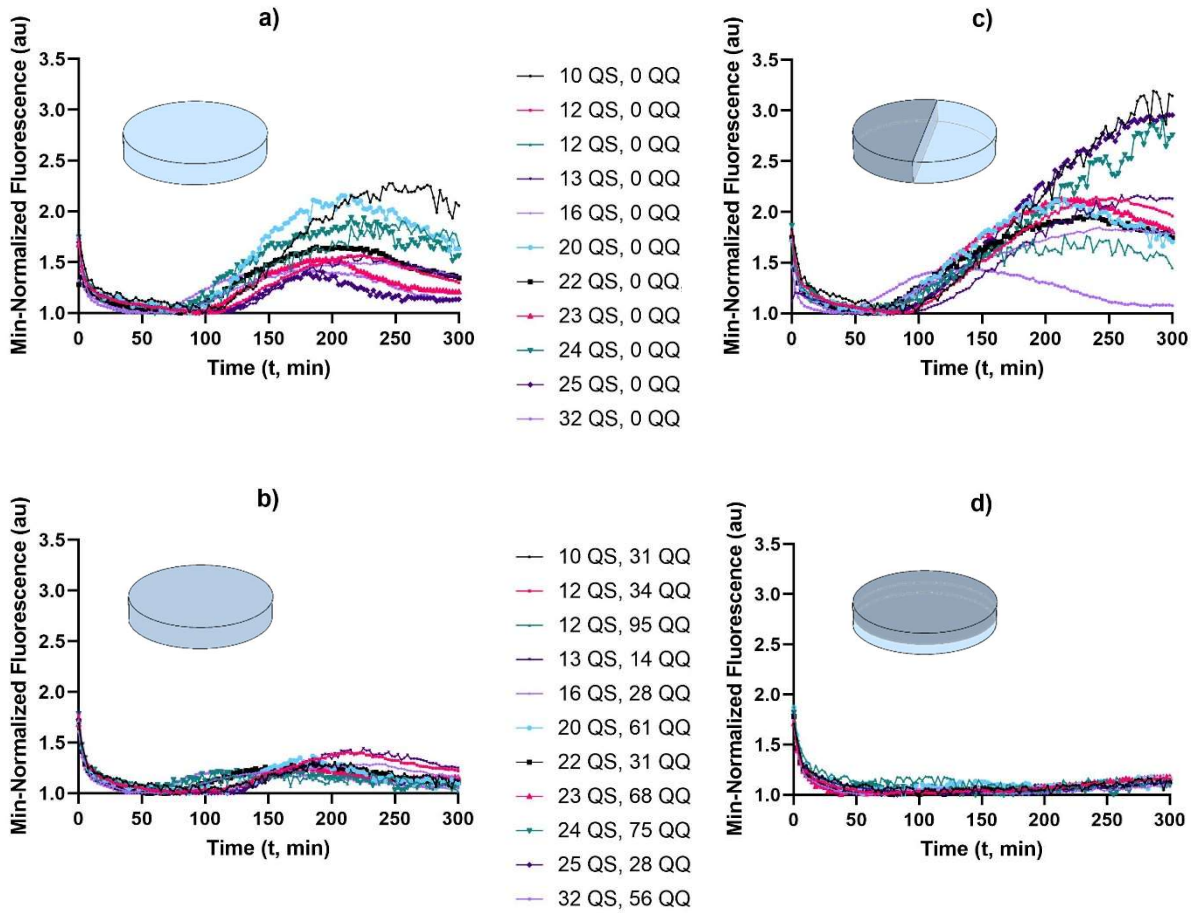 a)
Min-Normalized Fluorescence (au)
3.5
3.0
2.5
2.0
1.5
1.0
0 50 100 150 200 250 300
Time (t, min)
10 QS, 0 QQ
12 QS, 0 QQ
12 QS, 0 QQ
13 QS, 0 QQ
16 QS, 0 QQ
20 QS, 0 QQ
22 QS, 0 QQ
23 QS, 0 QQ
24 QS, 0 QQ
25 QS, 0 QQ
32 QS, 0 QQ
c)
Min-Normalized Fluorescence (au)
3.5
3.0
2.5
2.0
1.5
1.0
0 50 100 150 200 250 300
Time (t, min)
b)
Min-Normalized Fluorescence (au)
3.5
3.0
2.5
2.0
1.5
1.0
0 50 100 150 200 250 300
Time (t, min)
10 QS, 31 QQ
12 QS, 34 QQ
12 QS, 95 QQ
13 QS, 14 QQ
16 QS, 28 QQ
20 QS, 61 QQ
22 QS, 31 QQ
23 QS, 68 QQ
24 QS, 75 QQ
25 QS, 28 QQ
32 QS, 56 QQ
d)
Min-Normalized Fluorescence (au)
3.5
3.0
2.5
2.0
1.5
1.0
0 50 100 150 200 250 300
Time (t, min)